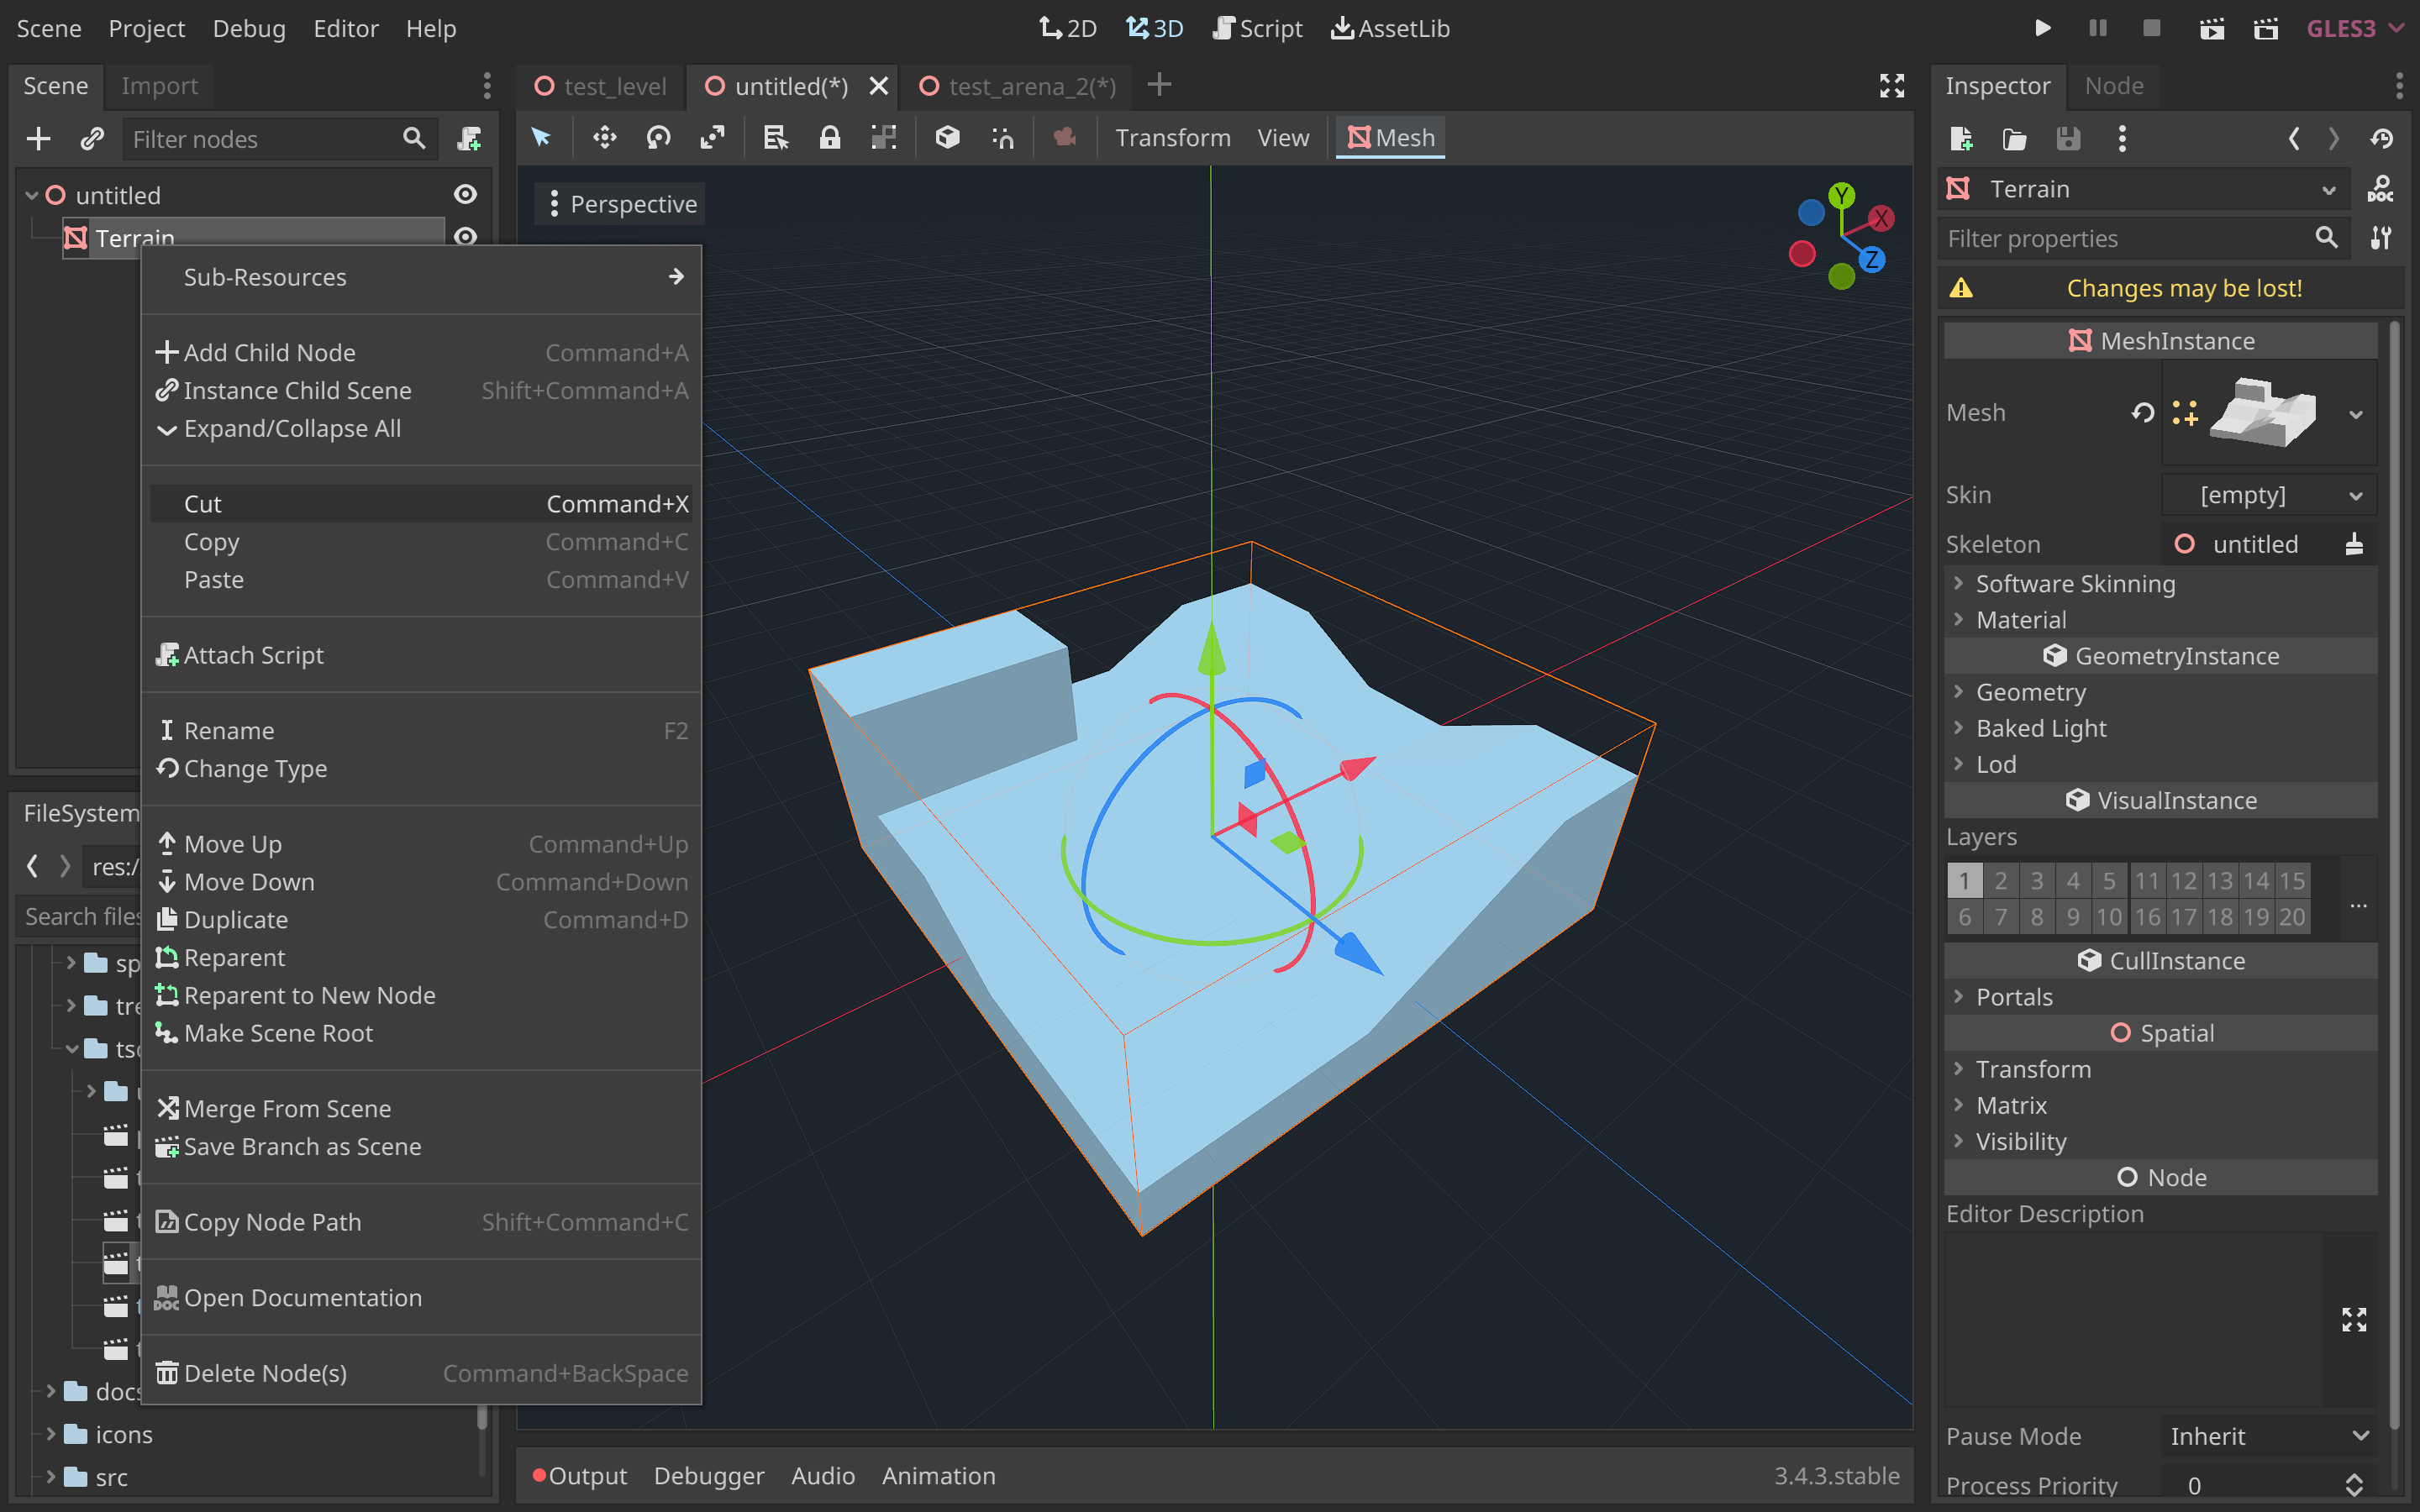 Scene Project Debug Editor Help 2D 3D Script AssetLib GLES3
Scene Import
Filter nodes
untitled
Terrain
Sub-Resources
Add Child Node Command+A
Instance Child Scene Shift+Command+A
Expand/Collapse All
Cut Command+X
Copy Command+C
Paste Command+V
Attach Script
Rename F2
Change Type
Move Up Command+Up
Move Down Command+Down
Duplicate Command+D
Reparent
Reparent to New Node
Make Scene Root
Merge From Scene
Save Branch as Scene
Copy Node Path Shift+Command+C
Open Documentation
Delete Node(s) Command+BackSpace
FileSystem
res:/
Search files
sp
tre
docs
icons
src
test_level untitled(*) test_arena_2(*)
Transform View Mesh
Perspective
Y
X
Z
Output Debugger Audio Animation 3.4.3.stable
Inspector Node
Terrain
DOC
Filter properties
Changes may be lost!
MeshInstance
Mesh
Skin [empty]
Skeleton untitled
Software Skinning
Material
GeometryInstance
Geometry
Baked Light
Lod
VisualInstance
Layers
1 2 3 4 5 11 12 13 14 15
6 7 8 9 10 16 17 18 19 20
...
CullInstance
Portals
Spatial
Transform
Matrix
Visibility
Node
Editor Description
Pause Mode Inherit
Process Priority 0